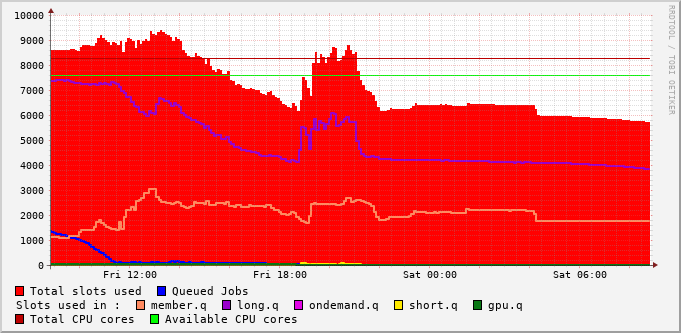 RRDTOOL / TOBI OETIKER
10000
9000
8000
7000
6000
5000
4000
3000
2000
1000
0
Fri 12:00 Fri 18:00 Sat 00:00 Sat 06:00
Total slots used Queued Jobs
Slots used in : member.q long.q ondemand.q short.q gpu.q
Total CPU cores Available CPU cores